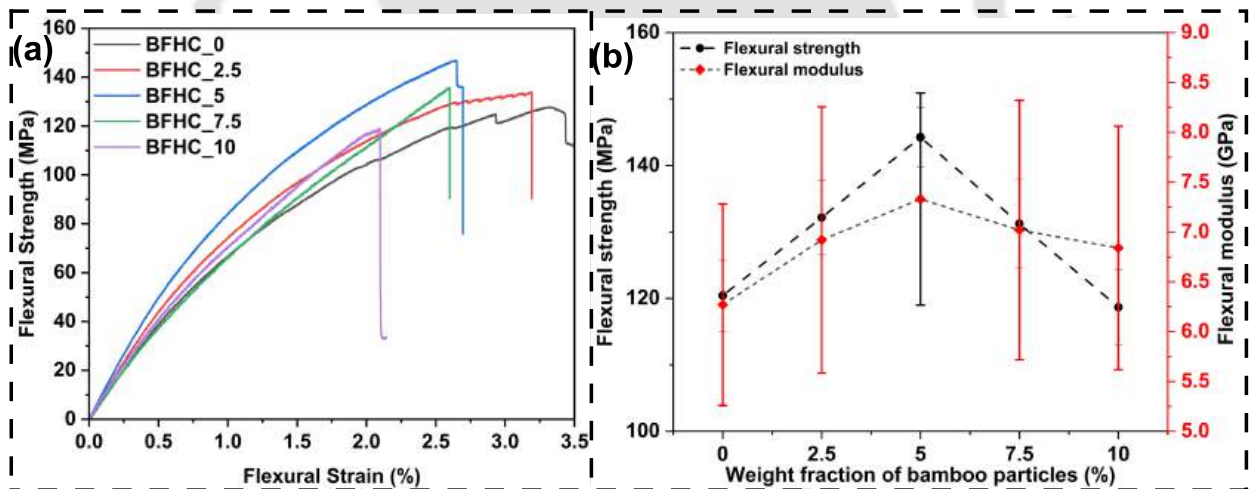 (a)
BFHC_0
BFHC_2.5
BFHC_5
BFHC_7.5
BFHC_10
Flexural Strength (MPa)
160
140
120
100
80
60
40
20
0
0.0 0.5 1.0 1.5 2.0 2.5 3.0 3.5
Flexural Strain (%)
(b)
Flexural strength
Flexural modulus
Flexural strength (MPa)
160
140
120
100
0 2.5 5 7.5 10
Weight fraction of bamboo particles (%)
9.0
8.5
8.0
7.5
7.0
6.5
6.0
5.5
5.0
Flexural modulus (GPa)